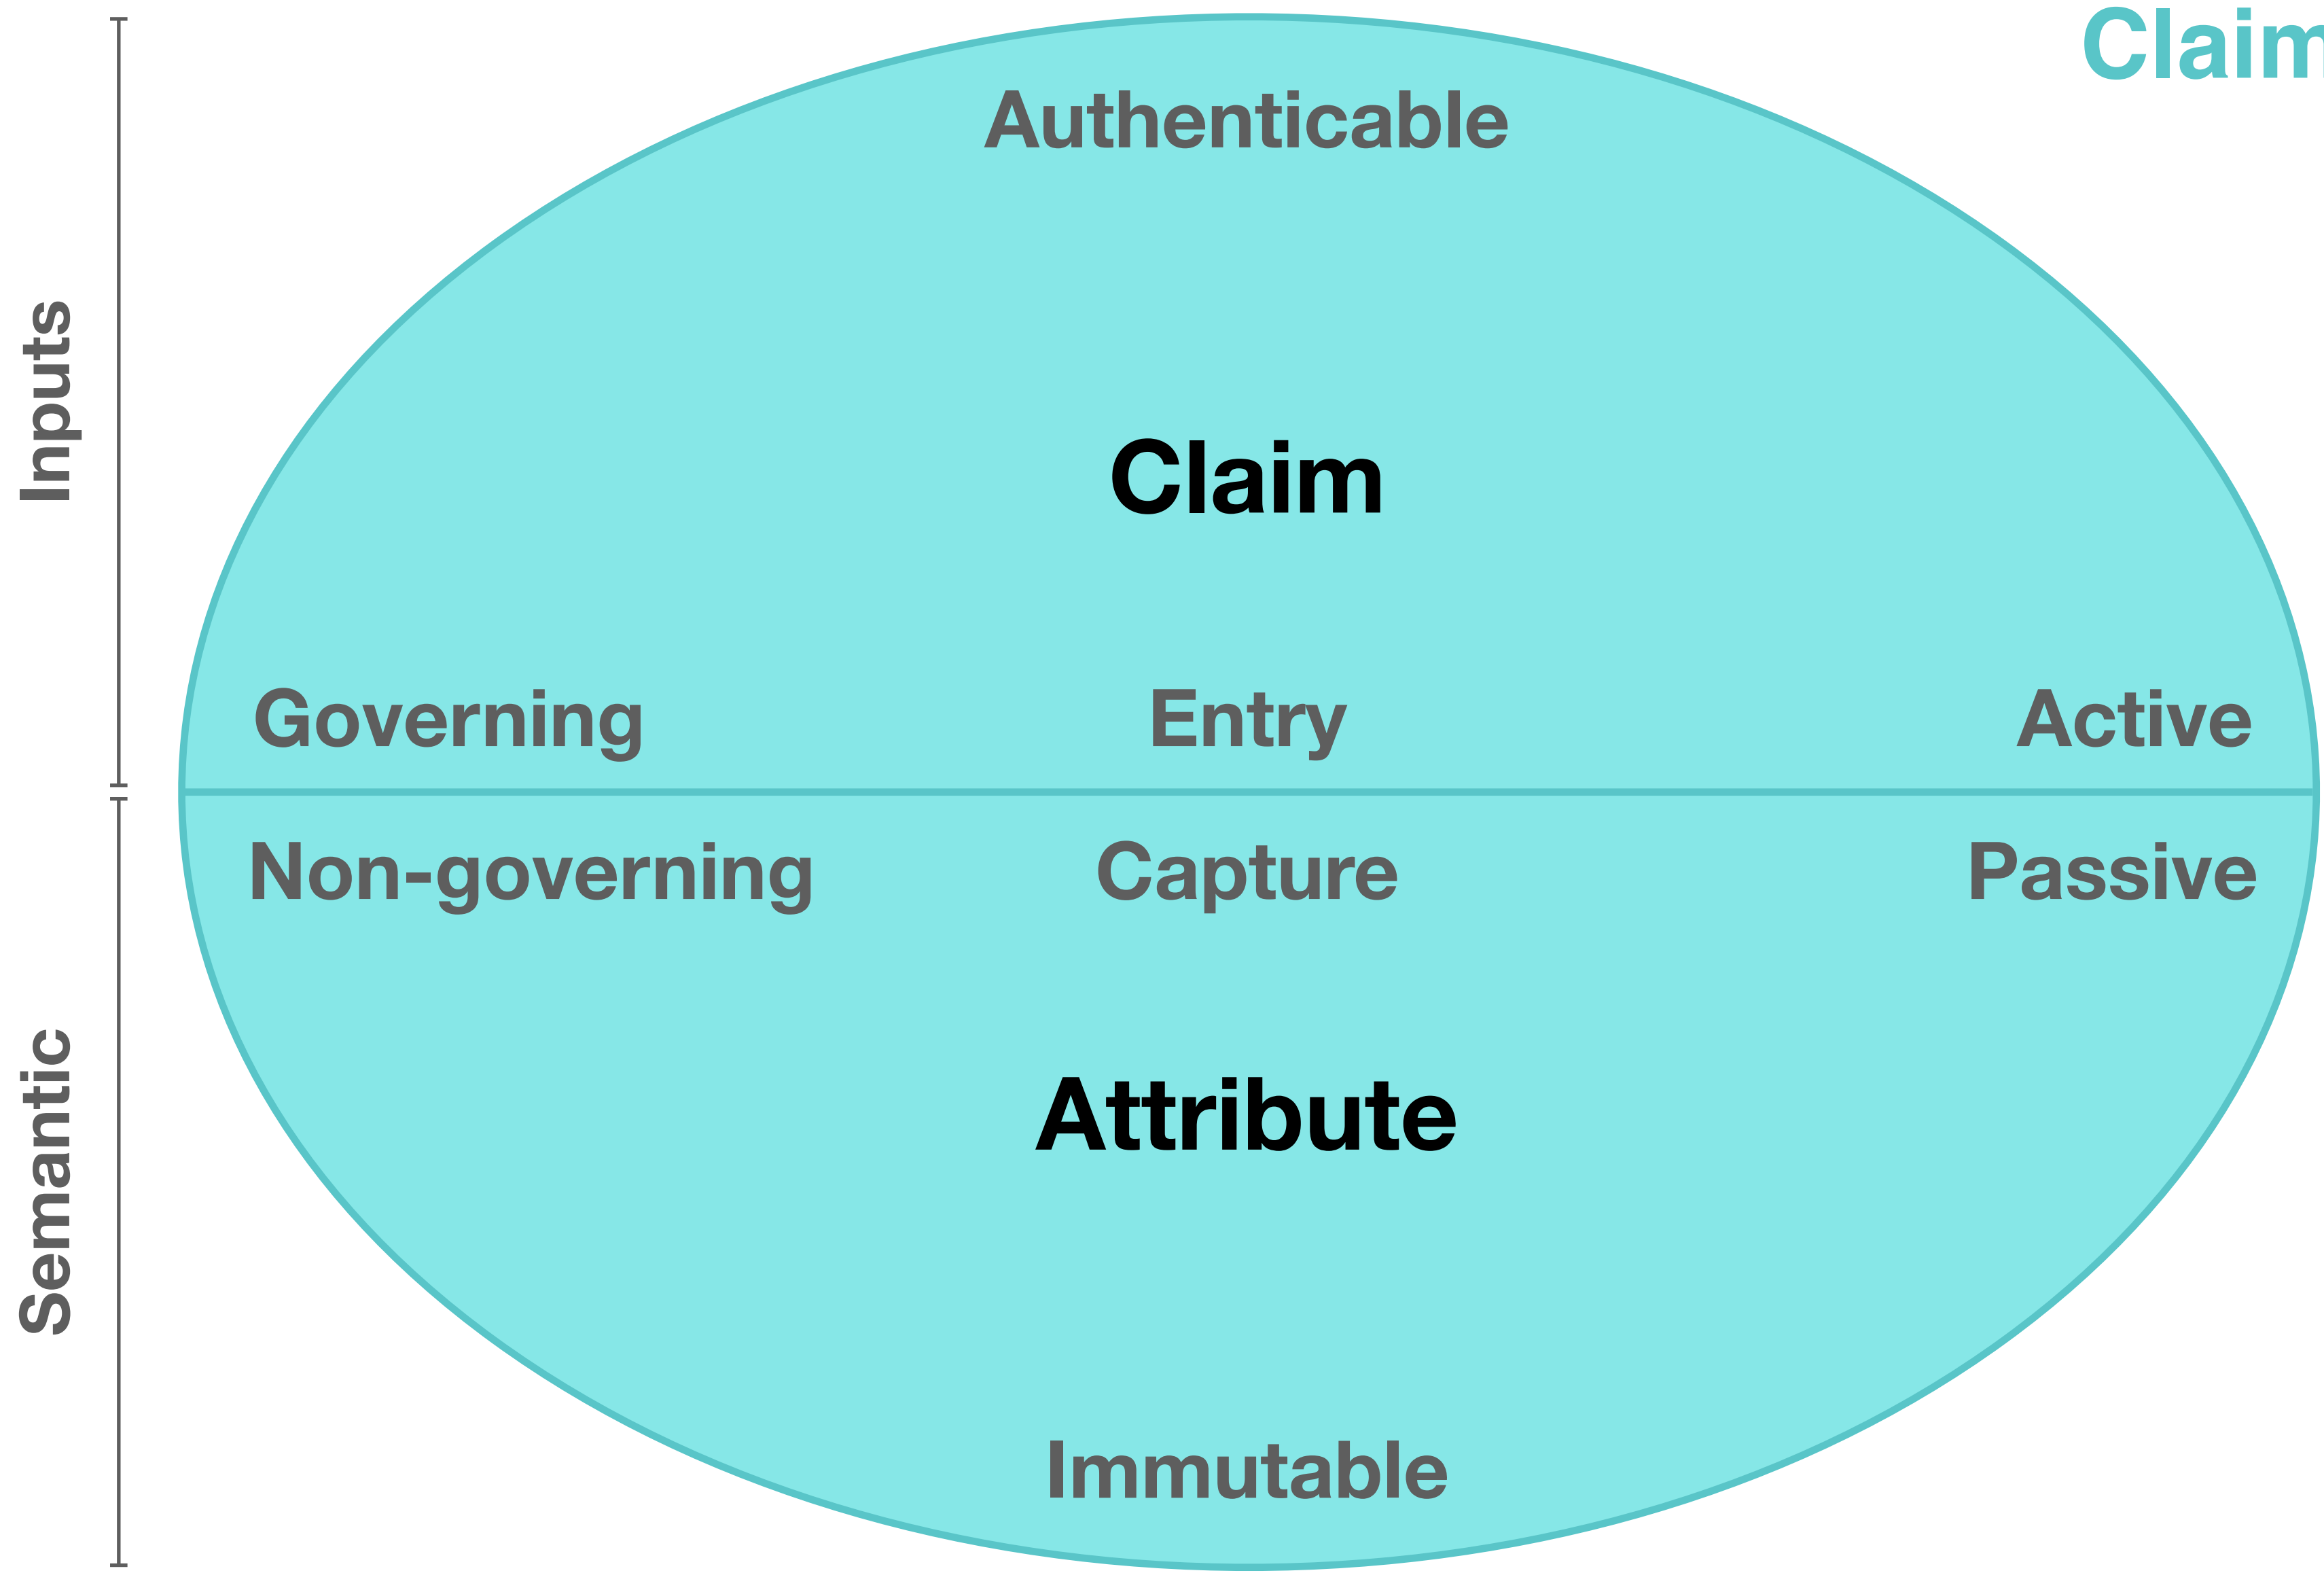 Claim
Authenticable
Inputs
Claim
Governing
Entry
Active
Non-governing
Capture
Passive
Semantic
Attribute
Immutable